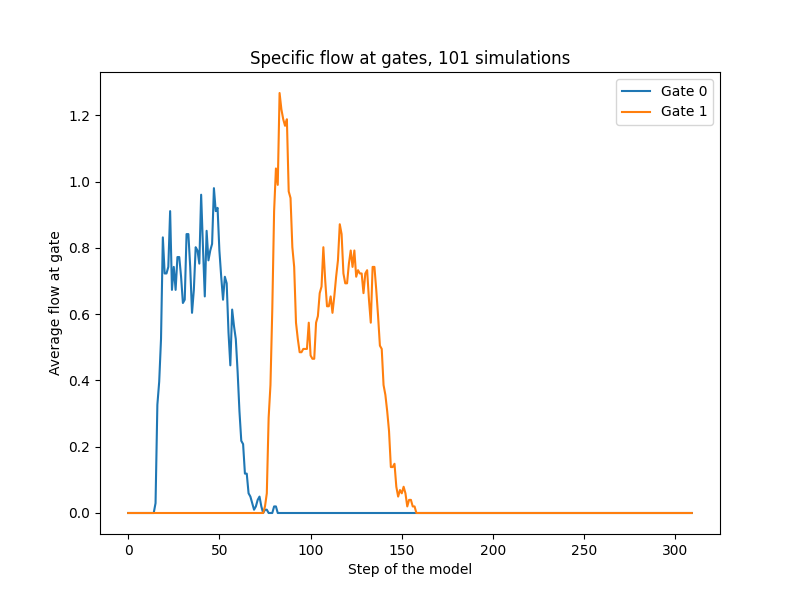 Specific flow at gates, 101 simulations
Gate 0
Gate 1
Average flow at gate
1.2
1.0
0.8
0.6
0.4
0.2
0.0
0
50
100
150
200
250
300
Step of the model